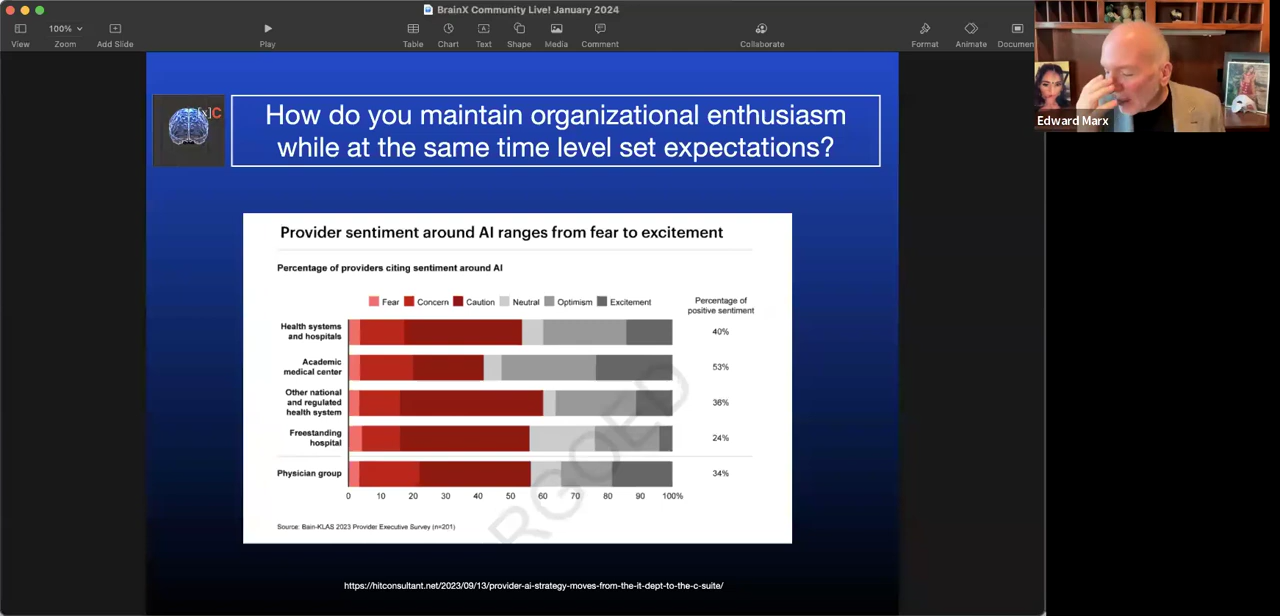 BrainX Community Live! January 2024
100%
View
Zoom
Add Slide
Play
Table
Chart
Text
Shape
Media
Comment
Collaborate
Format
Animate
Documen
Edward Marx
[x]C
How do you maintain organizational enthusiasm
while at the same time level set expectations?
Provider sentiment around AI ranges from fear to excitement
Percentage of providers citing sentiment around AI
Fear Concern Caution Neutral Optimism Excitement
Percentage of
positive sentiment
Health systems
and hospitals
40%
Academic
medical center
53%
Other national
and regulated
health system
36%
Freestanding
hospital
24%
Physician group
34%
0 10 20 30 40 50 60 70 80 90 100%
Source: Bain-KLAS 2023 Provider Executive Survey (n=201)
https://hitconsultant.net/2023/09/13/provider-ai-strategy-moves-from-the-it-dept-to-the-c-suite/